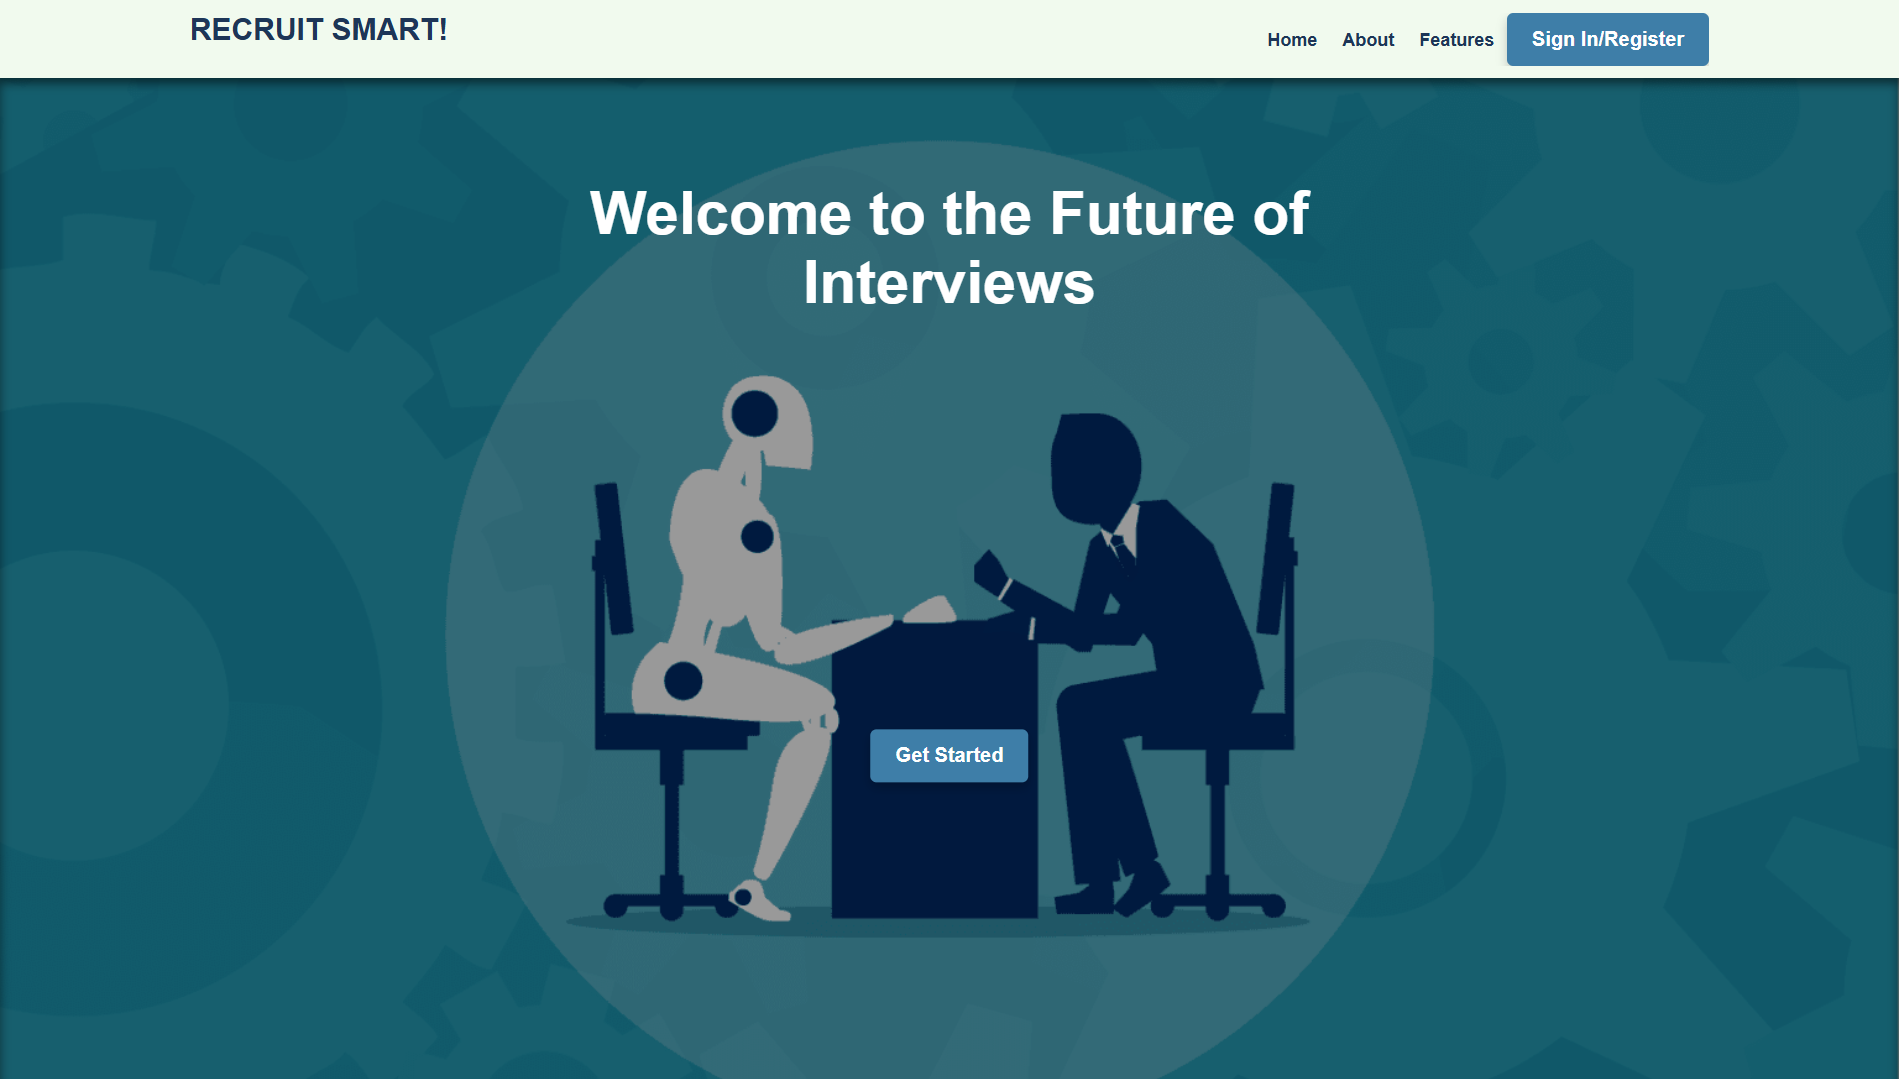 RECRUIT SMART!
Home About Features Sign In/Register
Welcome to the Future of
Interviews
Get Started